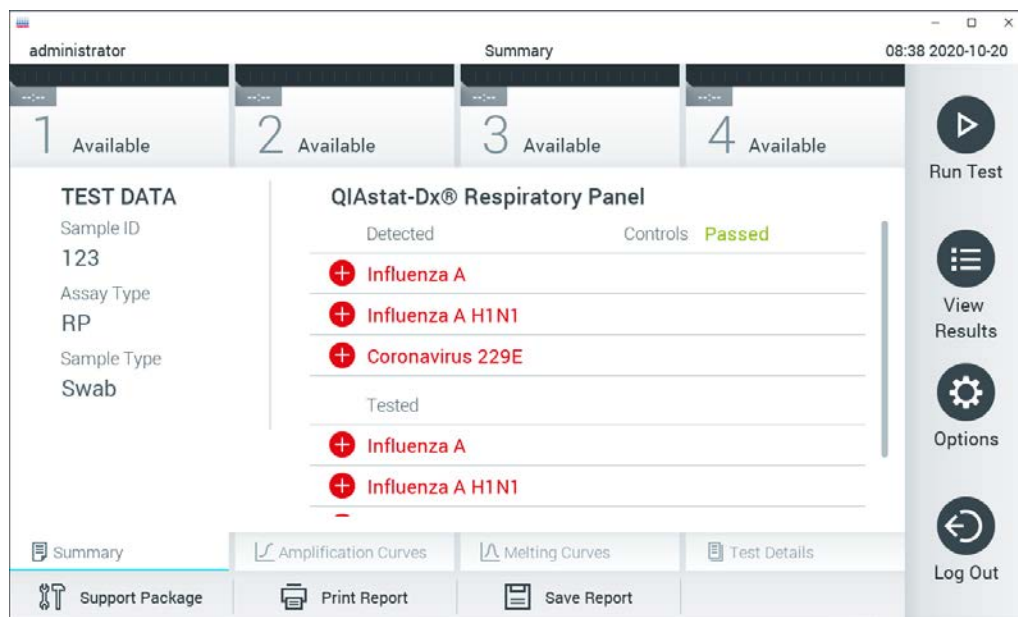 administrator
Summary
08:38 2020-10-20
--:--
1 Available
--:--
2 Available
--:--
3 Available
--:--
4 Available
TEST DATA
Sample ID
123
Assay Type
RP
Sample Type
Swab
QIAstat-Dx® Respiratory Panel
Detected
Controls Passed
Influenza A
Influenza A H1N1
Coronavirus 229E
Tested
Influenza A
Influenza A H1N1
Run Test
View
Results
Options
Log Out
Summary
Amplification Curves
Melting Curves
Test Details
Support Package
Print Report
Save Report